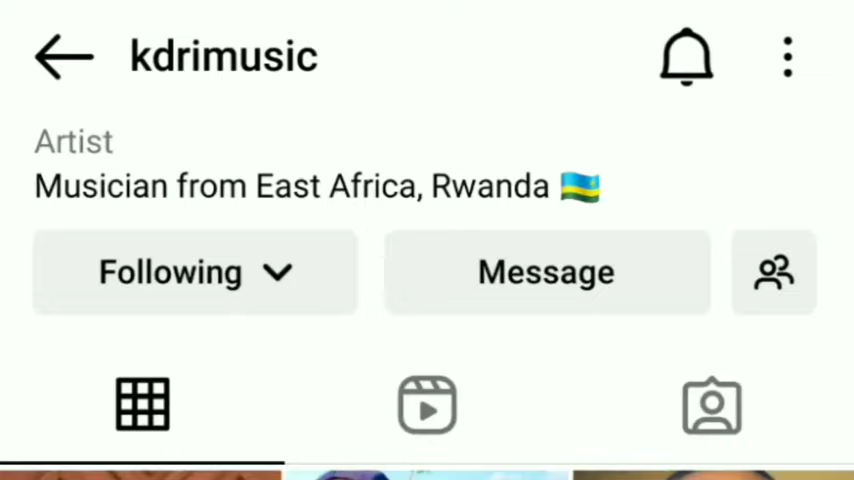 kdrimusic
Artist
Musician from East Africa, Rwanda 🇷🇼
Following
Message